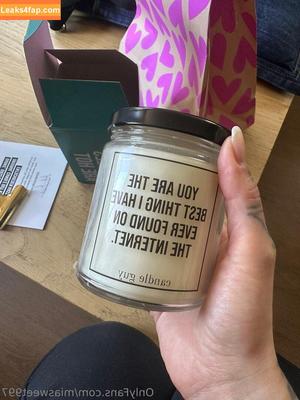 Leaks4fap.com
YOU ARE THE
BEST THING I HAVE
EVER FOUND ON
THE INTERNET.
candle guy
OnlyFans.com/miasweet997